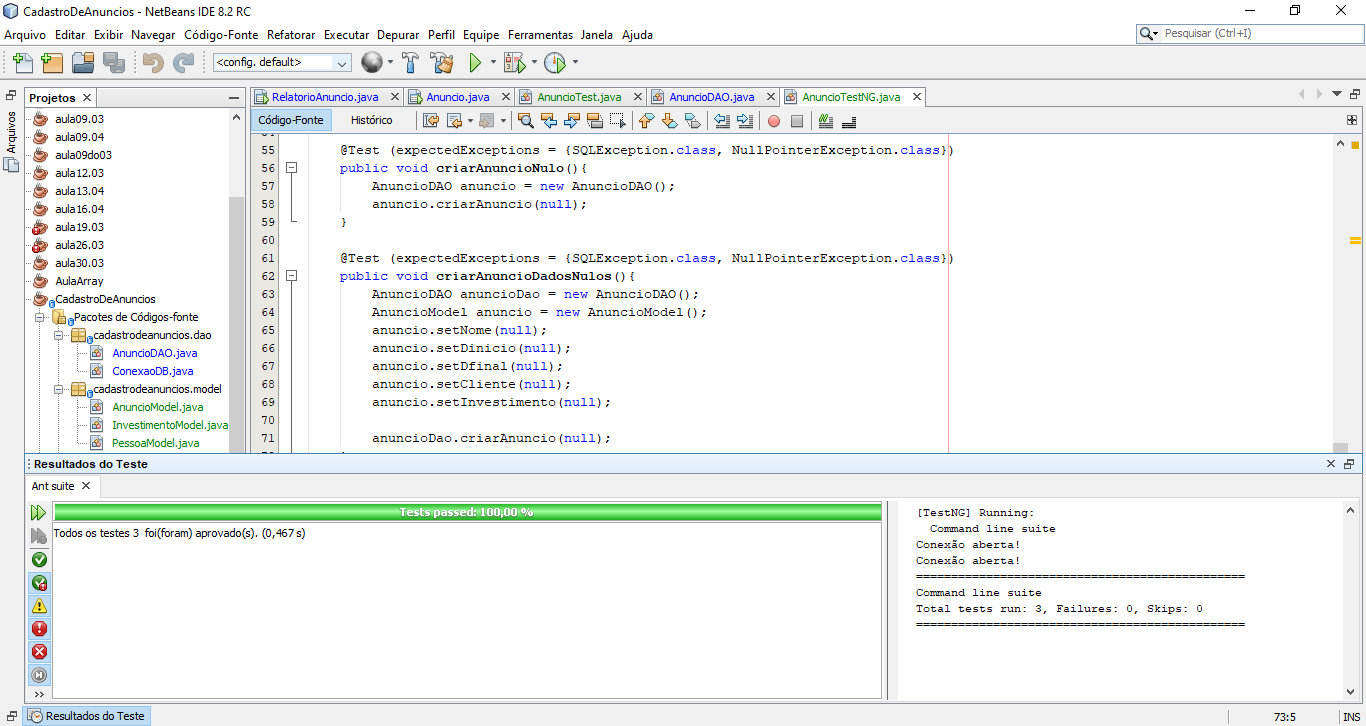 CadastroDeAnuncios - NetBeans IDE 8.2 RC
Arquivo Editar Exibir Navegar Código-Fonte Refatorar Executar Depurar Perfil Equipe Ferramentas Janela Ajuda
Pesquisar (Ctrl+I)
<config. default>
Arquivos
Projetos
aula09.03
aula09.04
aula09do03
aula12.03
aula13.04
aula16.04
aula19.03
aula26.03
aula30.03
AulaArray
CadastroDeAnuncios
Pacotes de Códigos-fonte
cadastrodeanuncios.dao
AnuncioDAO.java
ConexaoDB.java
cadastrodeanuncios.model
AnuncioModel.java
InvestimentoModel.java
PessoaModel.java
RelatorioAnuncio.java Anuncio.java AnuncioTest.java AnuncioDAO.java AnuncioTestNG.java
Código-Fonte Histórico
55 @Test (expectedExceptions = {SQLException.class, NullPointerException.class})
56 public void criarAnuncioNulo(){
57 AnuncioDAO anuncio = new AnuncioDAO();
58 anuncio.criarAnuncio(null);
59 }
60
61 @Test (expectedExceptions = {SQLException.class, NullPointerException.class})
62 public void criarAnuncioDadosNulos(){
63 AnuncioDAO anuncioDao = new AnuncioDAO();
64 AnuncioModel anuncio = new AnuncioModel();
65 anuncio.setNome(null);
66 anuncio.setDinicio(null);
67 anuncio.setDfinal(null);
68 anuncio.setCliente(null);
69 anuncio.setInvestimento(null);
70
71 anuncioDao.criarAnuncio(null);
Resultados do Teste
Ant suite
Tests passed: 100,00 %
Todos os testes 3 foi(foram) aprovado(s). (0,467 s)
[TestNG] Running:
Command line suite
Conexão aberta!
Conexão aberta!
===============================================
Command line suite
Total tests run: 3, Failures: 0, Skips: 0
===============================================
Resultados do Teste
73:5
INS